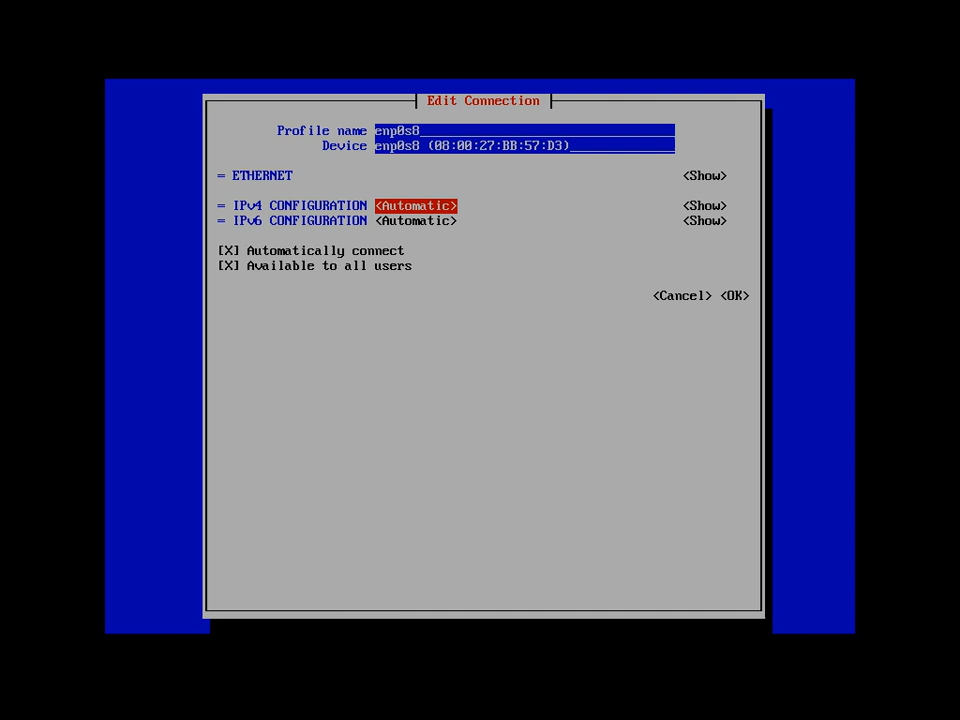 Edit Connection
Profile name enp0s8
Device enp0s8 (08:00:27:BB:57:D3)
= ETHERNET <Show>
= IPv4 CONFIGURATION <Automatic> <Show>
= IPv6 CONFIGURATION <Automatic> <Show>
[X] Automatically connect
[X] Available to all users
<Cancel> <OK>